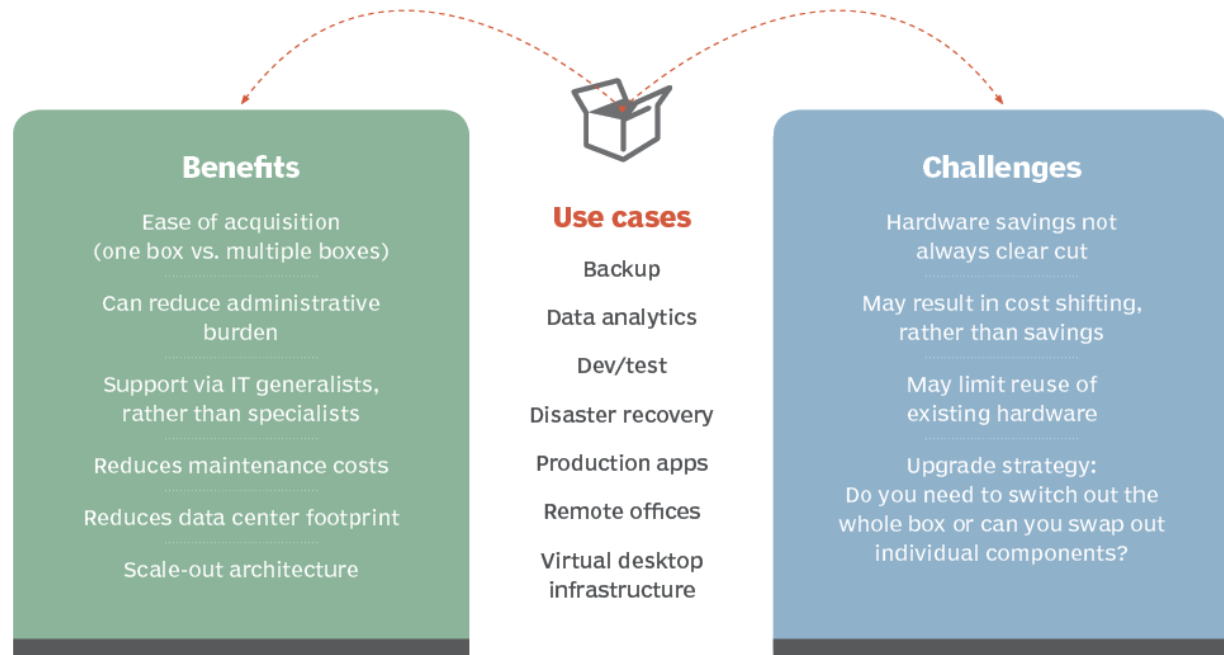 Benefits
Ease of acquisition
(one box vs. multiple boxes)
Can reduce administrative
burden
Support via IT generalists,
rather than specialists
Reduces maintenance costs
Reduces data center footprint
Scale-out architecture
Use cases
Backup
Data analytics
Dev/test
Disaster recovery
Production apps
Remote offices
Virtual desktop
infrastructure
Challenges
Hardware savings not
always clear cut
May result in cost shifting,
rather than savings
May limit reuse of
existing hardware
Upgrade strategy:
Do you need to switch out the
whole box or can you swap out
individual components?